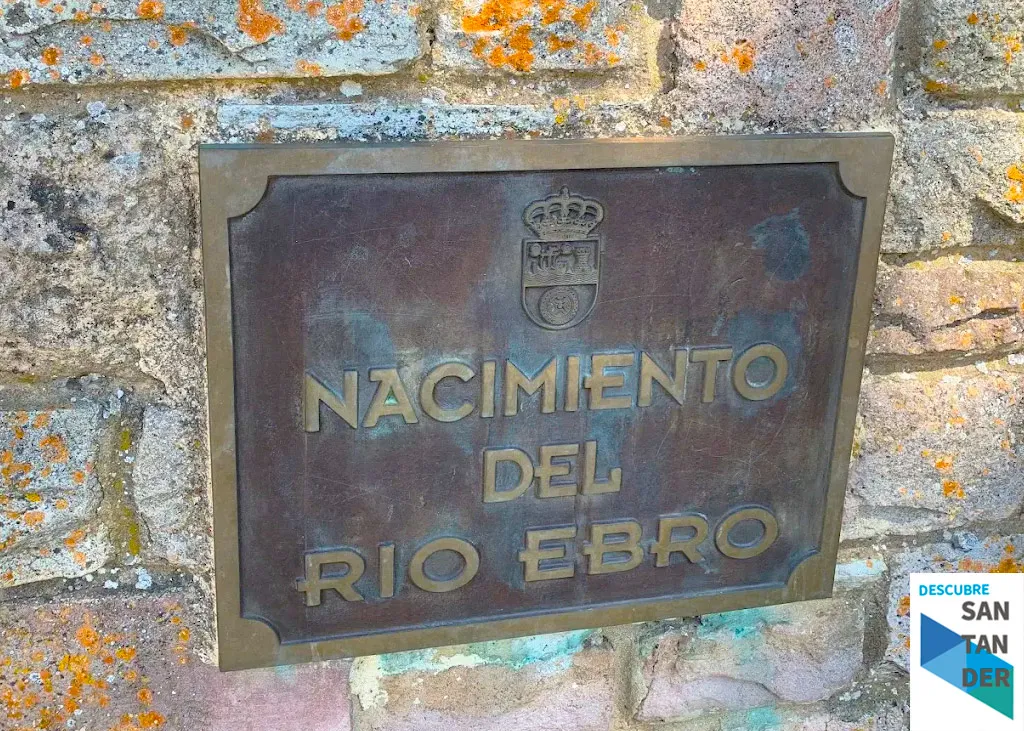 NACIMIENTO
DEL
RIO EBRO
DESCUBRE
SAN
TAN
DER